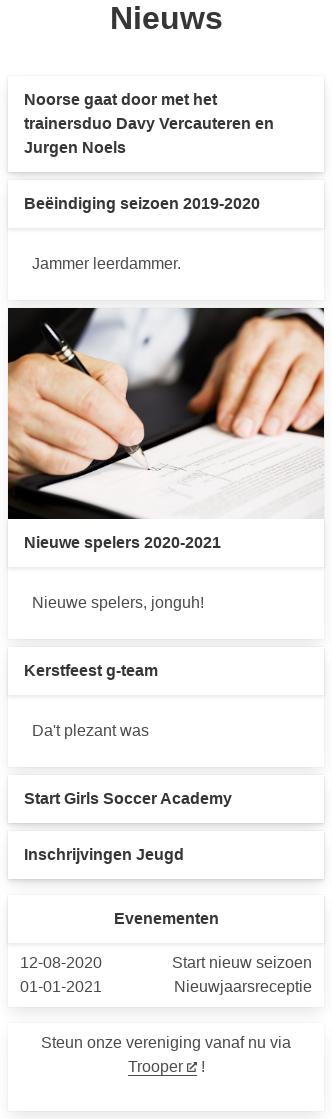 Nieuws
Noorse gaat door met het
trainersduo Davy Vercauteren en
Jurgen Noels
Beëindiging seizoen 2019-2020
Jammer leerdammer.
Nieuwe spelers 2020-2021
Nieuwe spelers, jonguh!
Kerstfeest g-team
Da't plezant was
Start Girls Soccer Academy
Inschrijvingen Jeugd
Evenementen
12-08-2020 Start nieuw seizoen
01-01-2021 Nieuwjaarsreceptie
Steun onze vereniging vanaf nu via
Trooper !